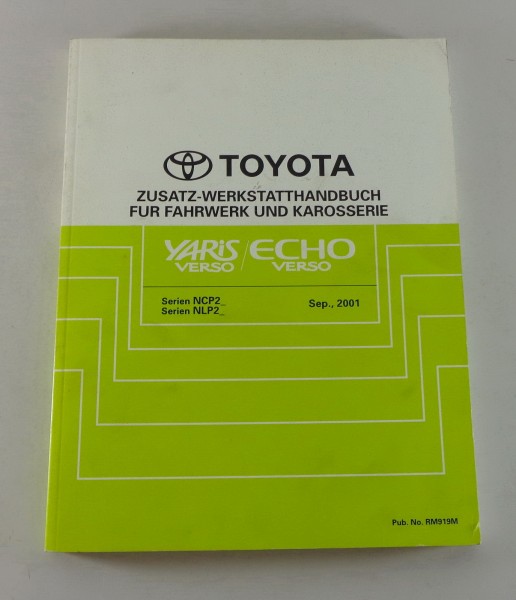 TOYOTA
ZUSATZ-WERKSTATTHANDBUCH
FÜR FAHRWERK UND KAROSSERIE
YARiS VERSO / ECHO VERSO
Serien NCP2_
Serien NLP2_
Sep., 2001
Pub. No. RM919M